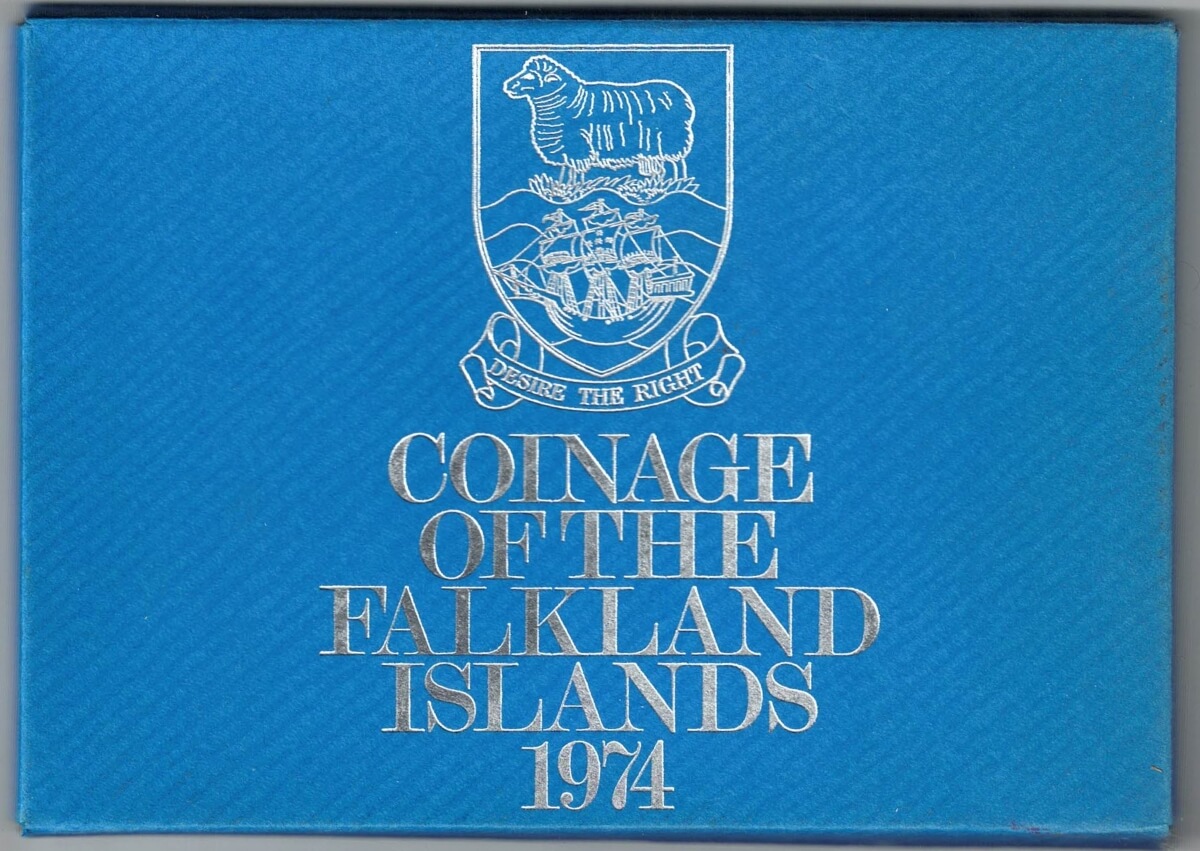 DESIRE THE RIGHT
COINAGE
OF THE
FALKLAND
ISLANDS
1974